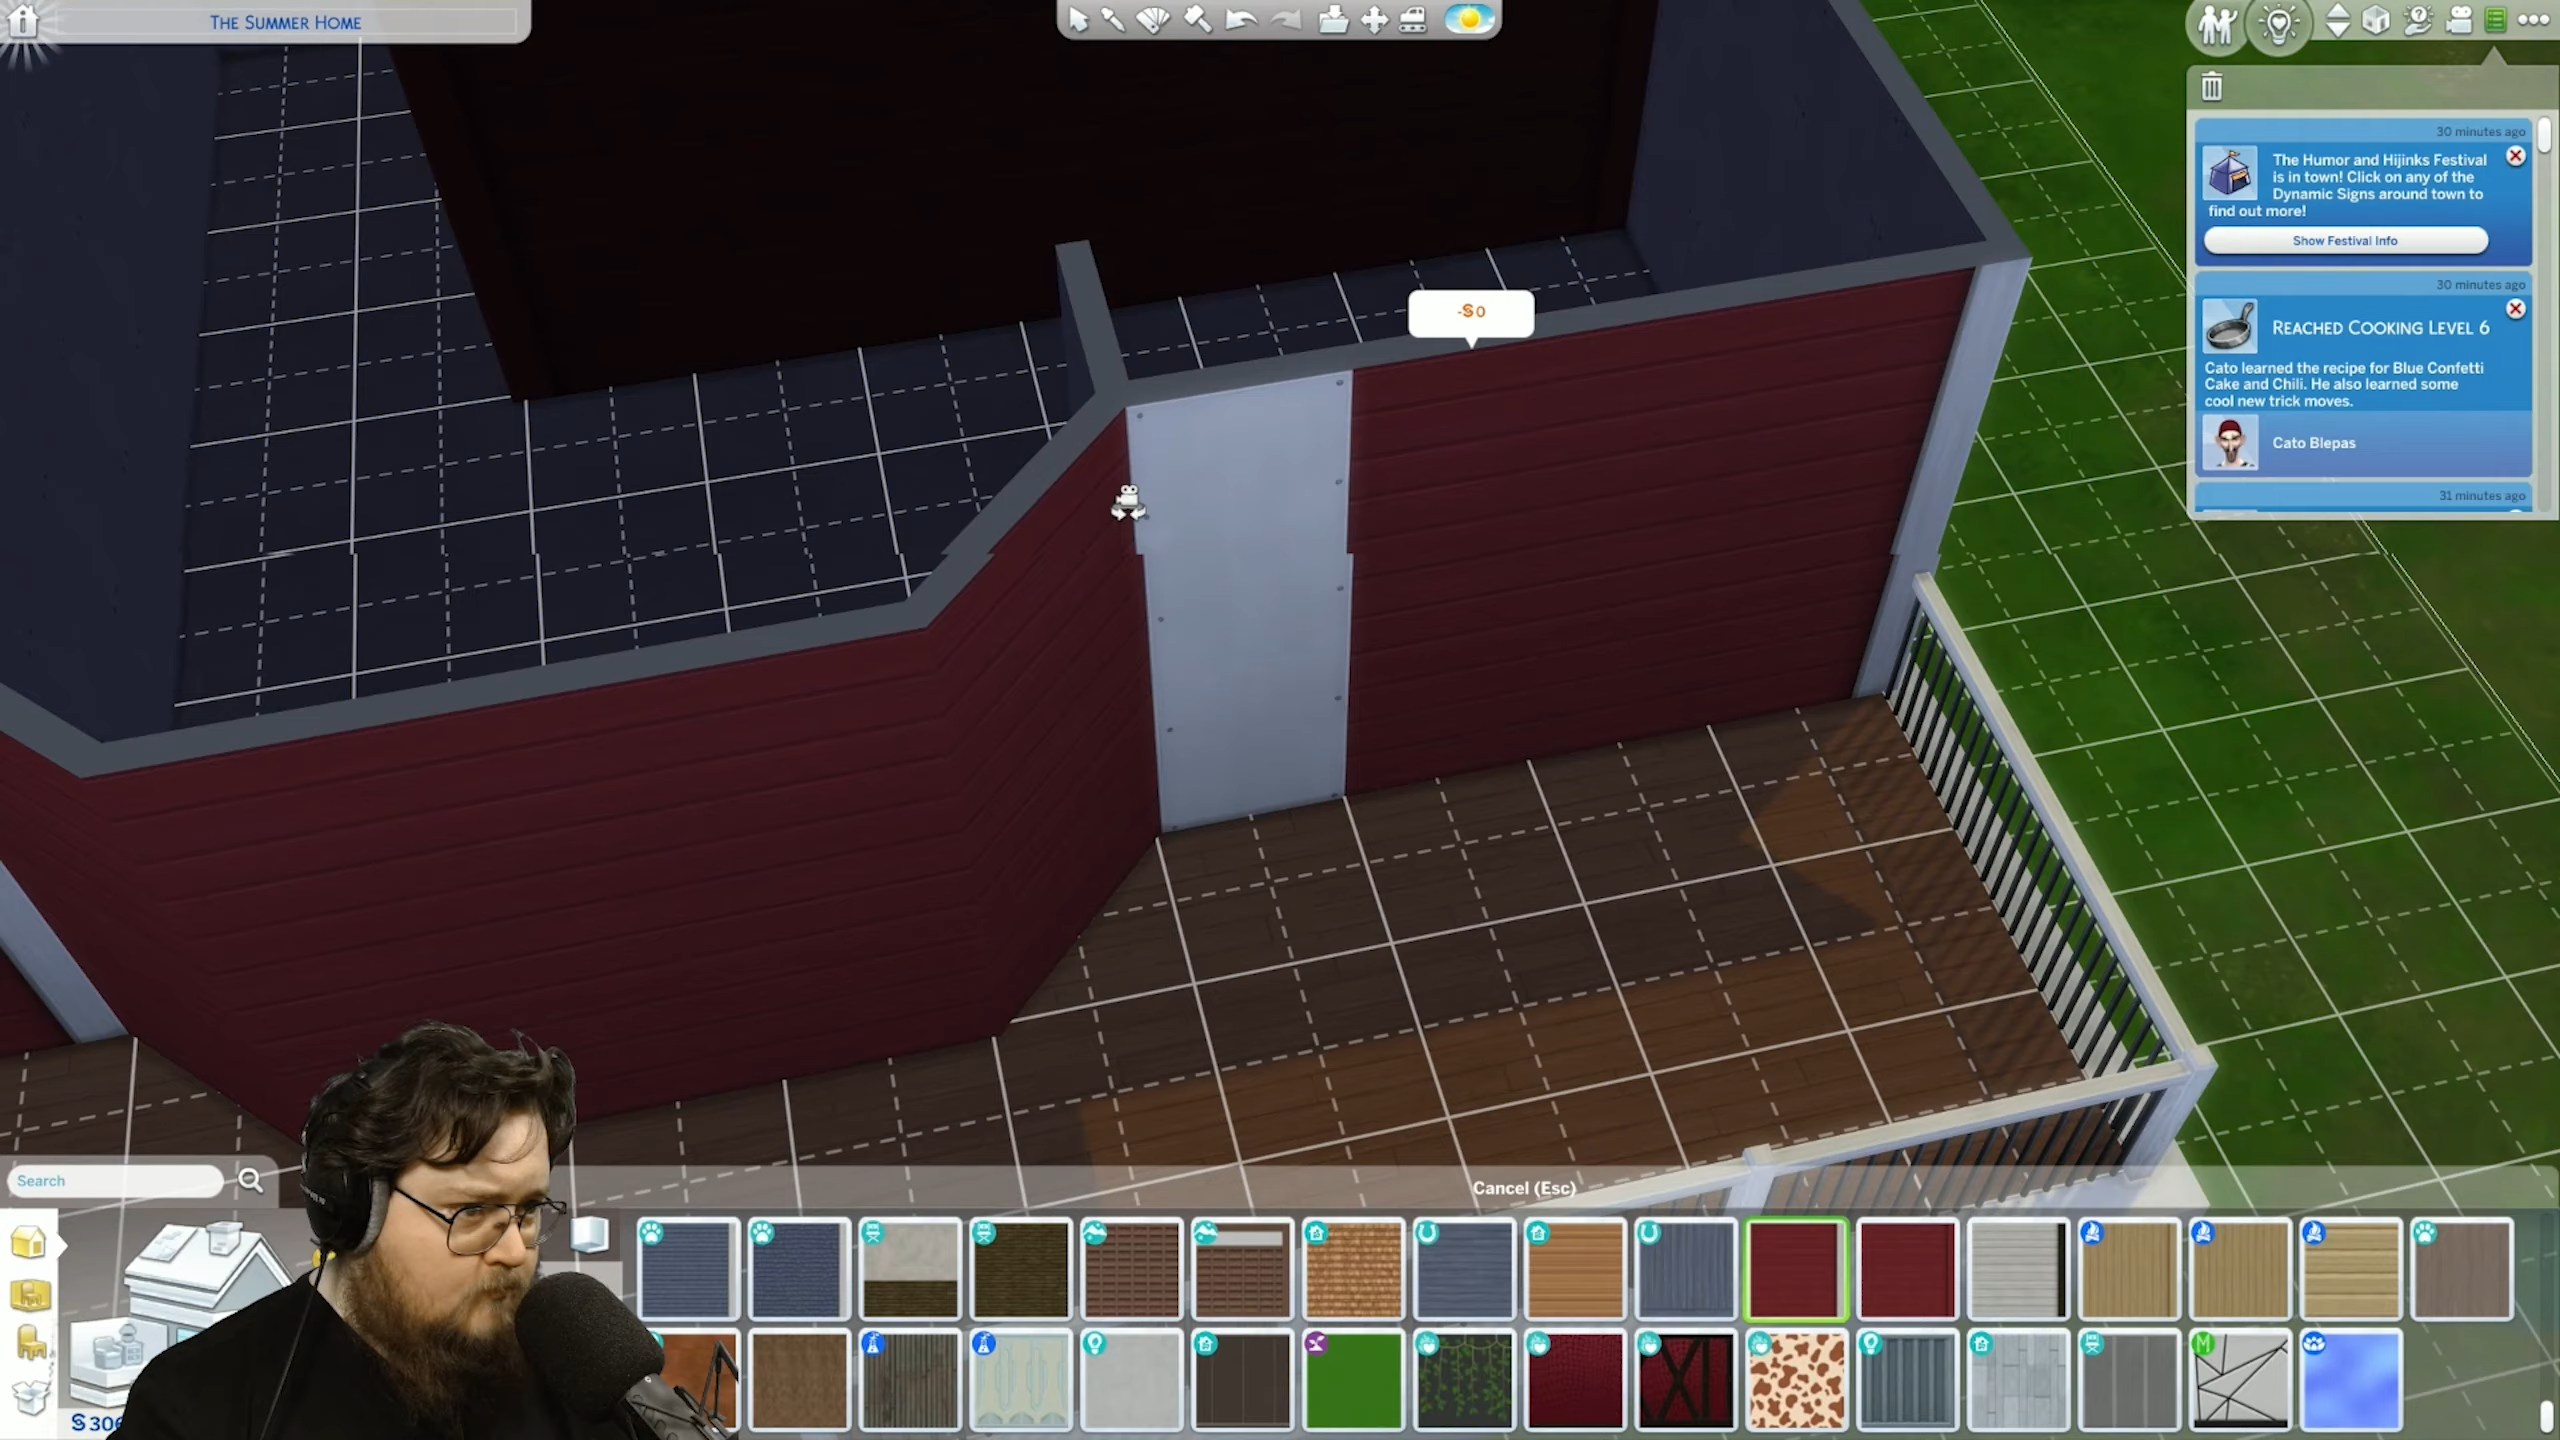 THE SUMMER HOME
30 minutes ago
The Humor and Hijinks Festival
is in town! Click on any of the
Dynamic Signs around town to
find out more!
Show Festival Info
30 minutes ago
REACHED COOKING LEVEL 6
Cato learned the recipe for Blue Confetti
Cake and Chili. He also learned some
cool new trick moves.
Cato Blepas
31 minutes ago
-§0
Search
Cancel (Esc)
M